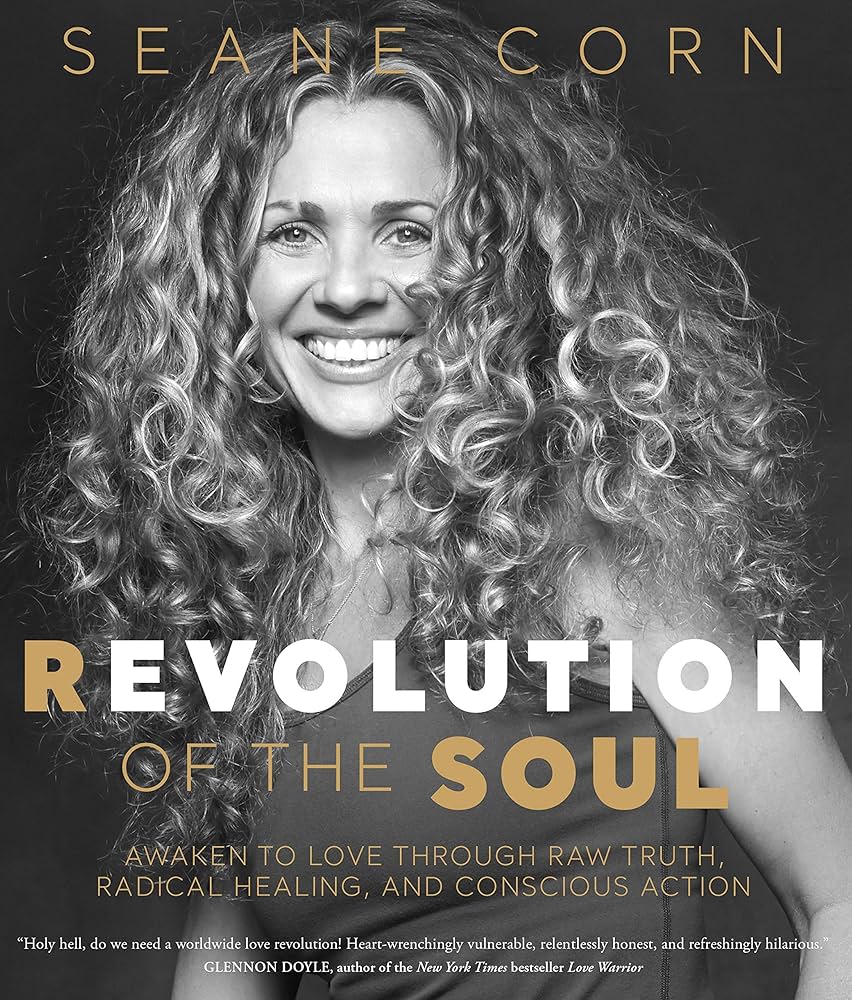 SEANE CORN
REVOLUTION
OF THE SOUL
AWAKEN TO LOVE THROUGH RAW TRUTH,
RADICAL HEALING, AND CONSCIOUS ACTION
“Holy hell, do we need a worldwide love revolution! Heart-wrenchingly vulnerable, relentlessly honest, and refreshingly hilarious.”
GLENNON DOYLE, author of the New York Times bestseller Love Warrior